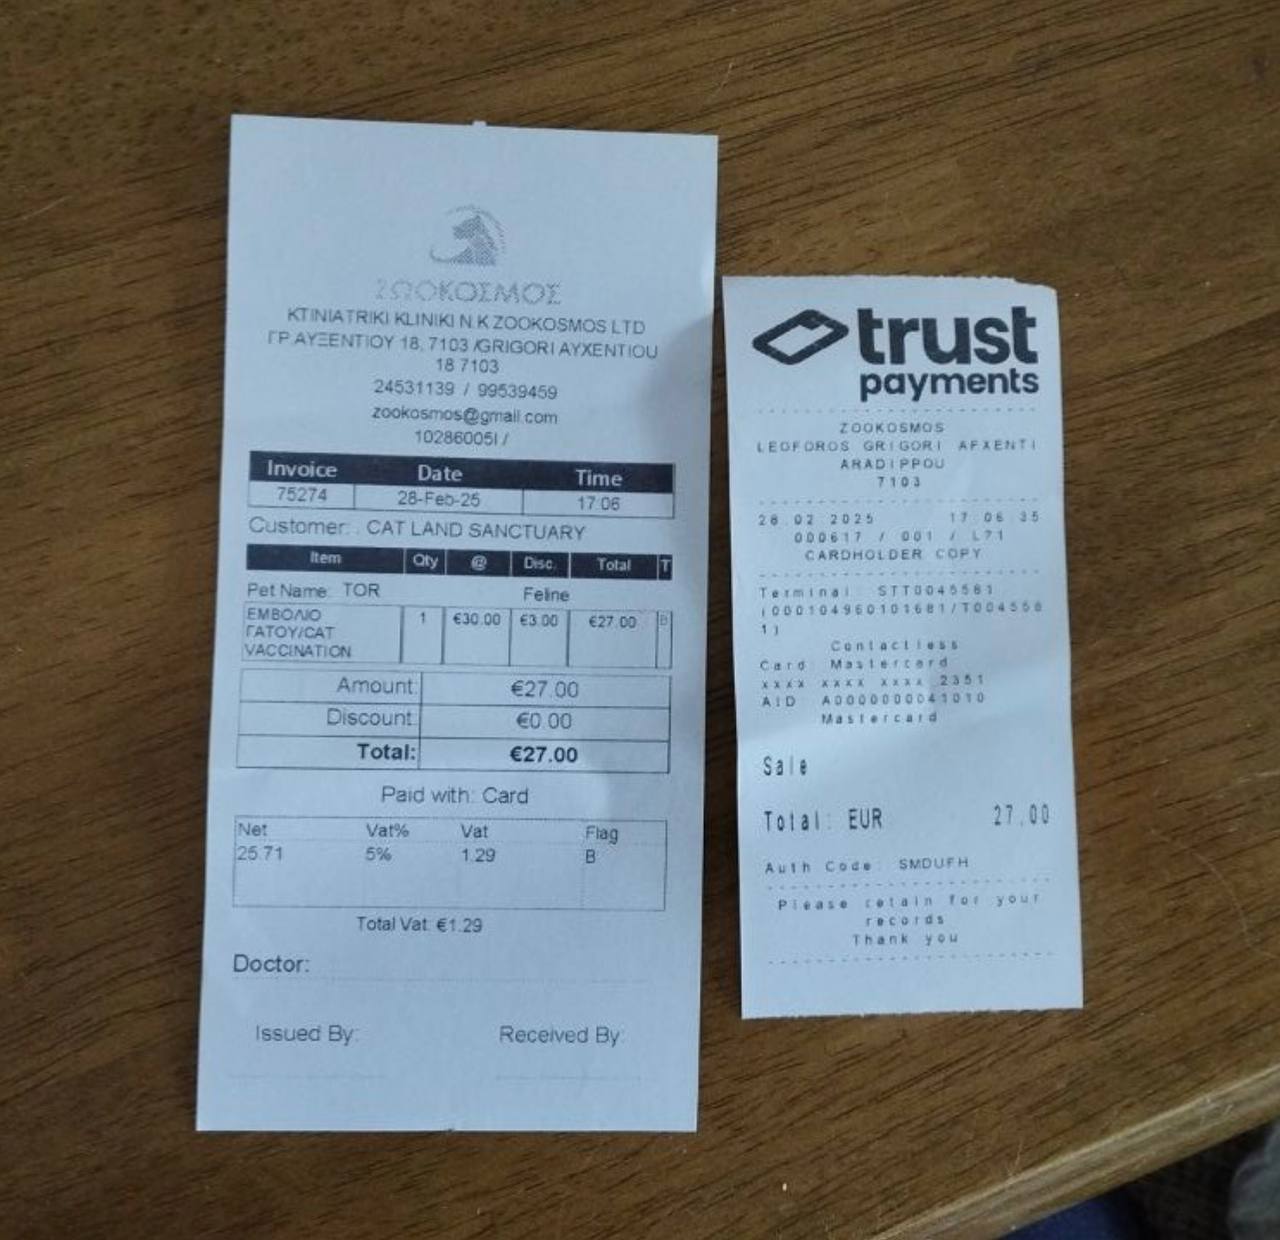 ΖΩΟΚΟΣΜΟΣ
KTINIATRIKI KLINIKI N.K ZOOKOSMOS LTD
ΓΡ.ΑΥΞΕΝΤΙΟΥ 18, 7103 /GRIGORI AYXENTIOU
18 7103
24531139 / 99539459
zookosmos@gmail.com
10286005I /
Invoice Date Time
75274 28-Feb-25 17:06
Customer: . CAT LAND SANCTUARY
Item Qty @ Disc. Total T
Pet Name: TOR Feline
ΕΜΒΟΛΙΟ 1 €30.00 €3.00 €27.00 B
ΓΑΤΟΥ/CAT
VACCINATION
Amount: €27.00
Discount: €0.00
Total: €27.00
Paid with: Card
Net Vat% Vat Flag
25.71 5% 1.29 B
Total Vat: €1.29
Doctor:
Issued By: Received By:
trust
payments
ZOOKOSMOS
LEOFOROS GRIGORI AFXENTI
ARADIPPOU
7103
28.02.2025 17:06:35
000617 / 001 / L71
CARDHOLDER COPY
Terminal: STT0045581
(000104960101681/T004558
1)
Contactless
Card: Mastercard
xxxx xxxx xxxx 2351
AID: A0000000041010
Mastercard
Sale
Total: EUR 27.00
Auth Code: SMDUFH
Please retain for your
records
Thank you